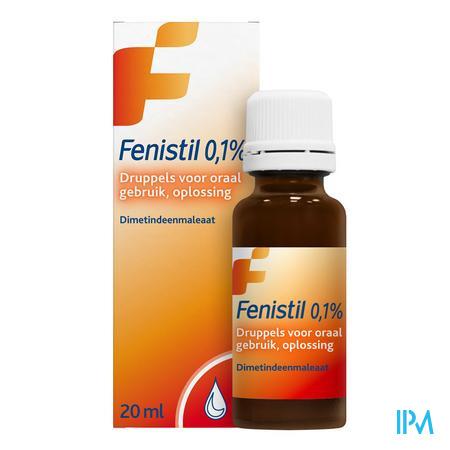 Fenistil 0,1%
Druppels voor oraal
gebruik, oplossing
Dimetindeenmaleaat
20 ml
Fenistil 0,1%
Druppels voor oraal
gebruik, oplossing
Dimetindeenmaleaat
IPM